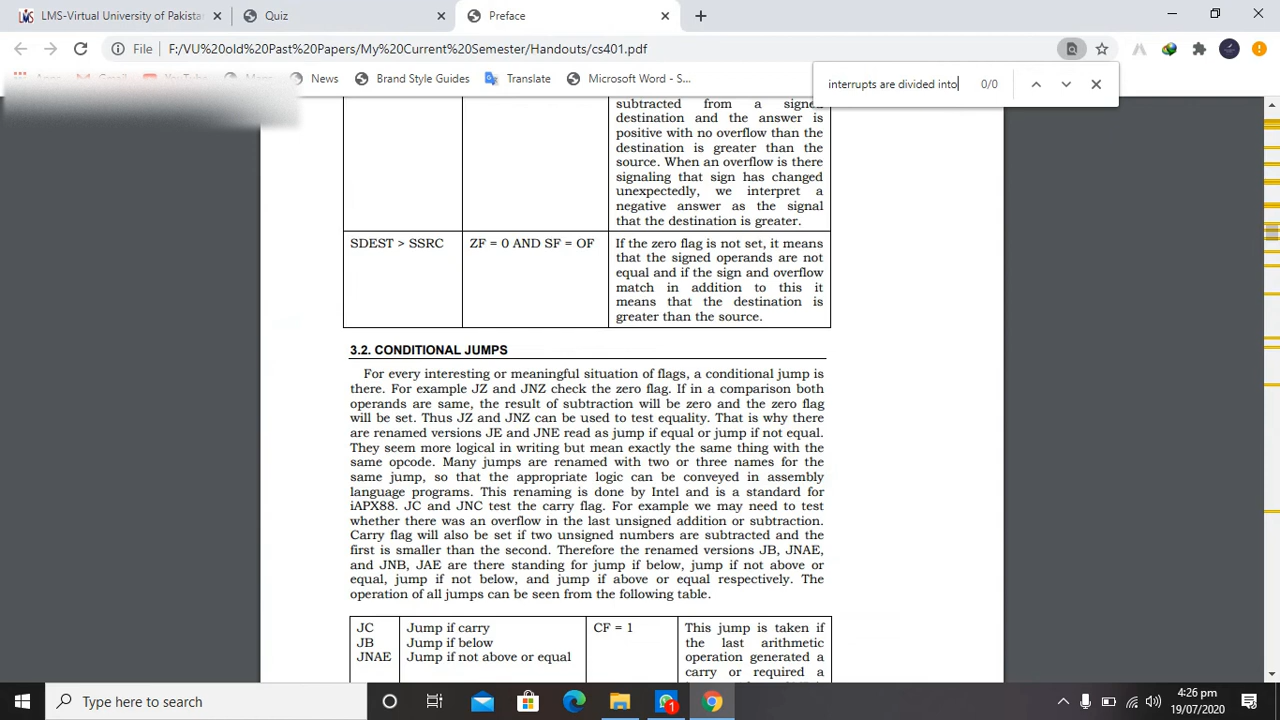 LMS-Virtual University of Pakistan
Quiz
Preface
File
F:/VU%20old%20Past%20Papers/My%20Current%20Semester/Handouts/cs401.pdf
News
Brand Style Guides
Translate
Microsoft Word - S...
interrupts are divided into
0/0
subtracted from a signed
destination and the answer is
positive with no overflow than the
destination is greater than the
source. When an overflow is there
signaling that sign has changed
unexpectedly, we interpret a
negative answer as the signal
that the destination is greater.
SDEST > SSRC
ZF = 0 AND SF = OF
If the zero flag is not set, it means
that the signed operands are not
equal and if the sign and overflow
match in addition to this it
means that the destination is
greater than the source.
3.2. CONDITIONAL JUMPS
For every interesting or meaningful situation of flags, a conditional jump is
there. For example JZ and JNZ check the zero flag. If in a comparison both
operands are same, the result of subtraction will be zero and the zero flag
will be set. Thus JZ and JNZ can be used to test equality. That is why there
are renamed versions JE and JNE read as jump if equal or jump if not equal.
They seem more logical in writing but mean exactly the same thing with the
same opcode. Many jumps are renamed with two or three names for the
same jump, so that the appropriate logic can be conveyed in assembly
language programs. This renaming is done by Intel and is a standard for
iAPX88. JC and JNC test the carry flag. For example we may need to test
whether there was an overflow in the last unsigned addition or subtraction.
Carry flag will also be set if two unsigned numbers are subtracted and the
first is smaller than the second. Therefore the renamed versions JB, JNAE,
and JNB, JAE are there standing for jump if below, jump if not above or
equal, jump if not below, and jump if above or equal respectively. The
operation of all jumps can be seen from the following table.
JC
JB
JNAE
Jump if carry
Jump if below
Jump if not above or equal
CF = 1
This jump is taken if
the last arithmetic
operation generated a
carry or required a
Type here to search
1
4:26 pm
19/07/2020